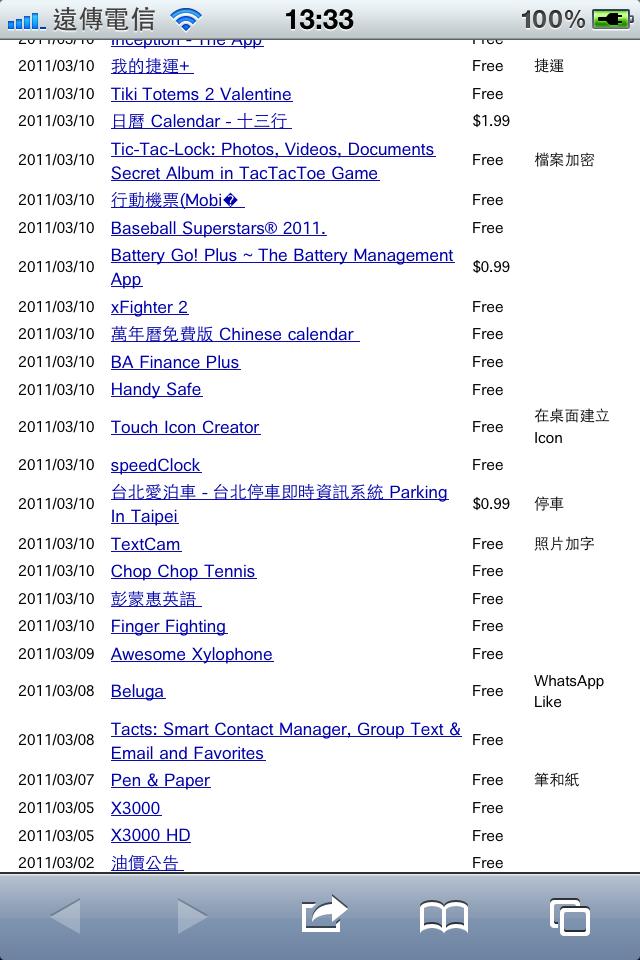 遠傳電信 13:33 100%
2011/03/10 Inception - The App Free
2011/03/10 我的捷運+ Free 捷運
2011/03/10 Tiki Totems 2 Valentine Free
2011/03/10 日曆 Calendar - 十三行 $1.99
2011/03/10 Tic-Tac-Lock: Photos, Videos, Documents
Secret Album in TacTacToe Game Free 檔案加密
2011/03/10 行動機票(Mobi� Free
2011/03/10 Baseball Superstars® 2011. Free
2011/03/10 Battery Go! Plus ~ The Battery Management
App $0.99
2011/03/10 xFighter 2 Free
2011/03/10 萬年曆免費版 Chinese calendar Free
2011/03/10 BA Finance Plus Free
2011/03/10 Handy Safe Free
2011/03/10 Touch Icon Creator Free 在桌面建立
Icon
2011/03/10 speedClock Free
2011/03/10 台北愛泊車 - 台北停車即時資訊系統 Parking
In Taipei $0.99 停車
2011/03/10 TextCam Free 照片加字
2011/03/10 Chop Chop Tennis Free
2011/03/10 彭蒙惠英語 Free
2011/03/10 Finger Fighting Free
2011/03/09 Awesome Xylophone Free
2011/03/08 Beluga Free WhatsApp
Like
2011/03/08 Tacts: Smart Contact Manager, Group Text &
Email and Favorites Free
2011/03/07 Pen & Paper Free 筆和紙
2011/03/05 X3000 Free
2011/03/05 X3000 HD Free
2011/03/02 油價公告 Free